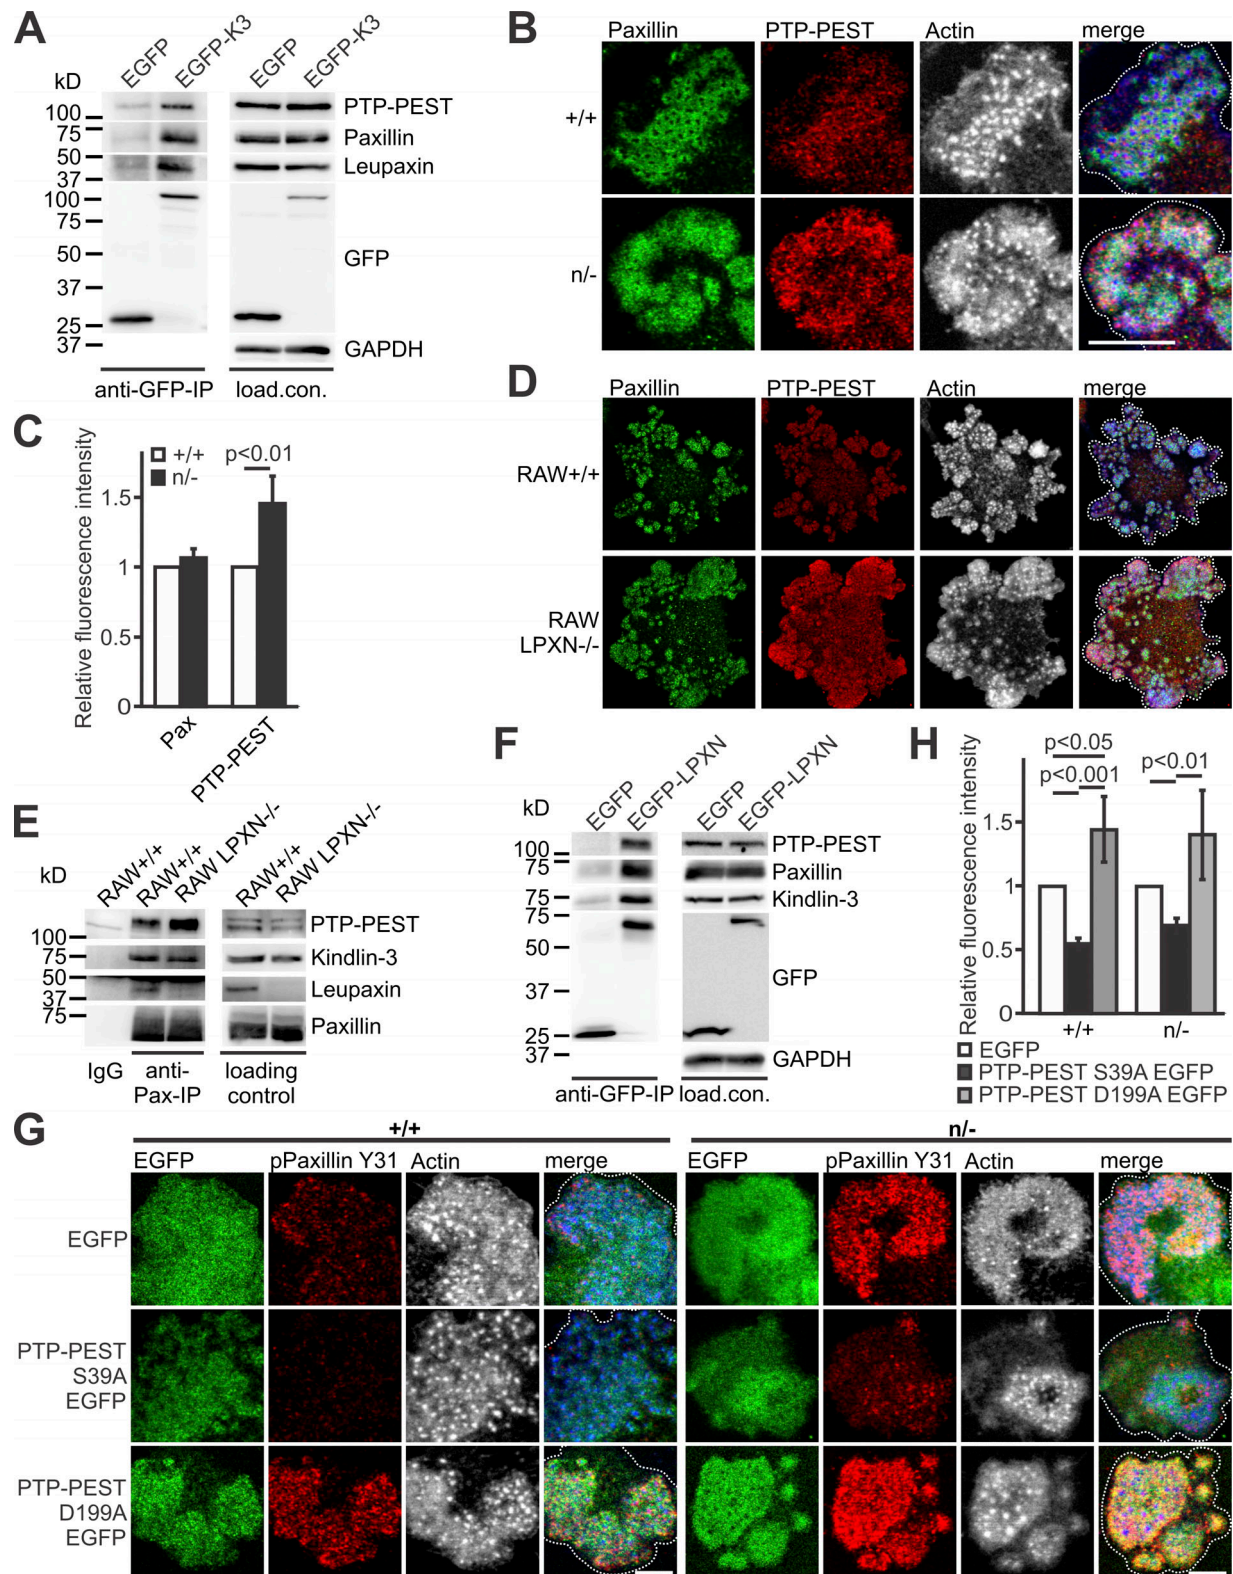 A
EGFP
EGFP-K3
EGFP
EGFP-K3
kD
100
75
50
37
100
75
50
37
25
37
PTP-PEST
Paxillin
Leupaxin
GFP
GAPDH
anti-GFP-IP
load.con.
B
Paxillin
PTP-PEST
Actin
merge
+/+
n/-
C
Relative fluorescence intensity
+/+
n/-
p<0.01
1.5
1
0.5
0
Pax
PTP-PEST
D
Paxillin
PTP-PEST
Actin
merge
RAW+/+
RAW
LPXN-/-
E
kD
RAW+/+
RAW+/+
RAW LPXN-/-
RAW+/+
RAW LPXN-/-
100
75
50
37
75
PTP-PEST
Kindlin-3
Leupaxin
Paxillin
IgG
anti-
Pax-IP
loading
control
F
kD
EGFP
EGFP-LPXN
EGFP
EGFP-LPXN
100
75
75
75
50
37
25
37
PTP-PEST
Paxillin
Kindlin-3
GFP
GAPDH
anti-GFP-IP
load.con.
H
Relative fluorescence intensity
p<0.05
p<0.001
p<0.01
1.5
1
0.5
0
+/+
n/-
EGFP
PTP-PEST S39A EGFP
PTP-PEST D199A EGFP
G
+/+
n/-
EGFP
pPaxillin Y31
Actin
merge
EGFP
pPaxillin Y31
Actin
merge
EGFP
PTP-PEST
S39A
EGFP
PTP-PEST
D199A
EGFP